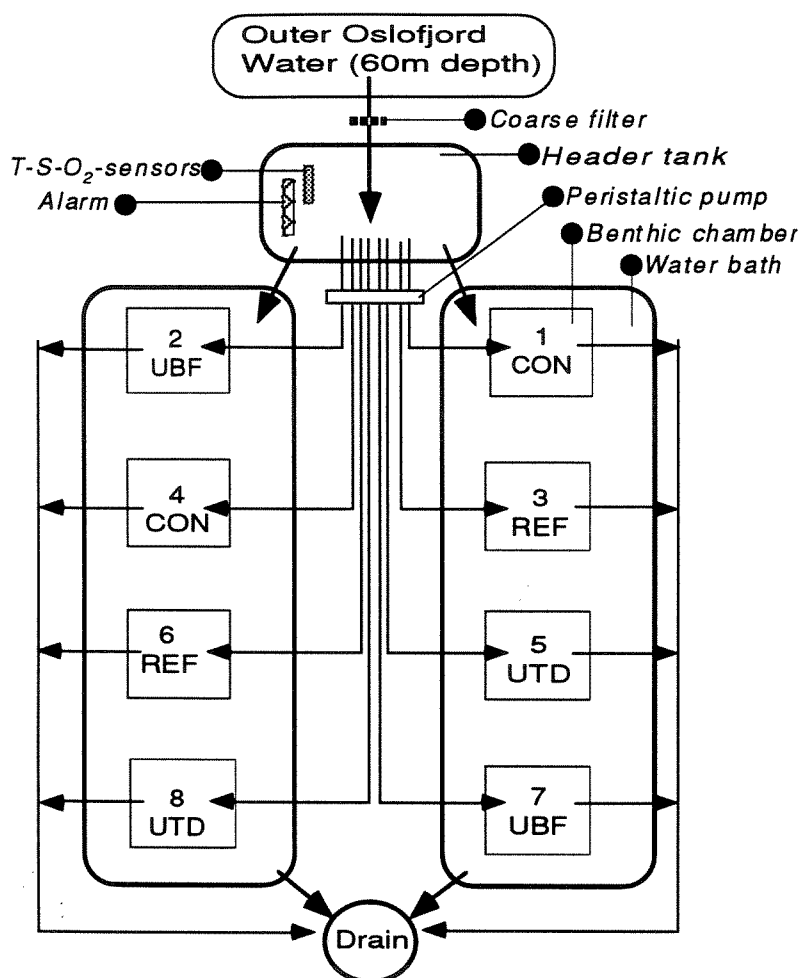 Outer Oslofjord
Water (60m depth)
Coarse filter
T-S-O₂-sensors
Header tank
Alarm
Peristaltic pump
Benthic chamber
Water bath
2
UBF
1
CON
4
CON
3
REF
6
REF
5
UTD
8
UTD
7
UBF
Drain